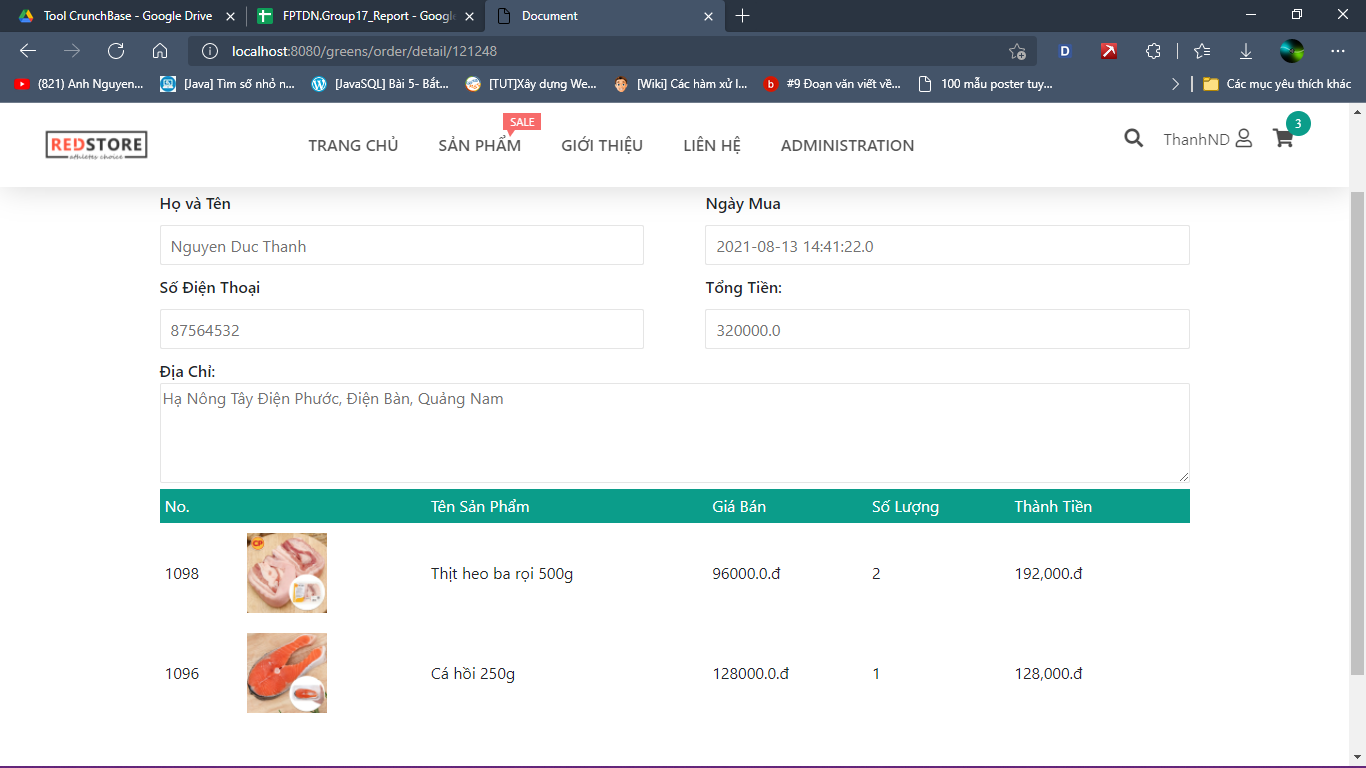 Tool CrunchBase - Google Drive
FPTDN.Group17_Report - Google
Document
localhost:8080/greens/order/detail/121248
(821) Anh Nguyen...
[Java] Tìm số nhỏ n...
[JavaSQL] Bài 5- Bắt...
[TUT]Xây dựng We...
[Wiki] Các hàm xử l...
#9 Đoạn văn viết về...
100 mẫu poster tuy...
Các mục yêu thích khác
REDSTORE
athletes choice
TRANG CHỦ
SẢN PHẨM
SALE
GIỚI THIỆU
LIÊN HỆ
ADMINISTRATION
ThanhND
3
Họ và Tên
Ngày Mua
Nguyen Duc Thanh
2021-08-13 14:41:22.0
Số Điện Thoại
Tổng Tiền:
87564532
320000.0
Địa Chỉ:
Hạ Nông Tây Điện Phước, Điện Bàn, Quảng Nam
No. Tên Sản Phẩm Giá Bán Số Lượng Thành Tiền
CP
1098 Thịt heo ba rọi 500g 96000.0.đ 2 192,000.đ
1096 Cá hồi 250g 128000.0.đ 1 128,000.đ